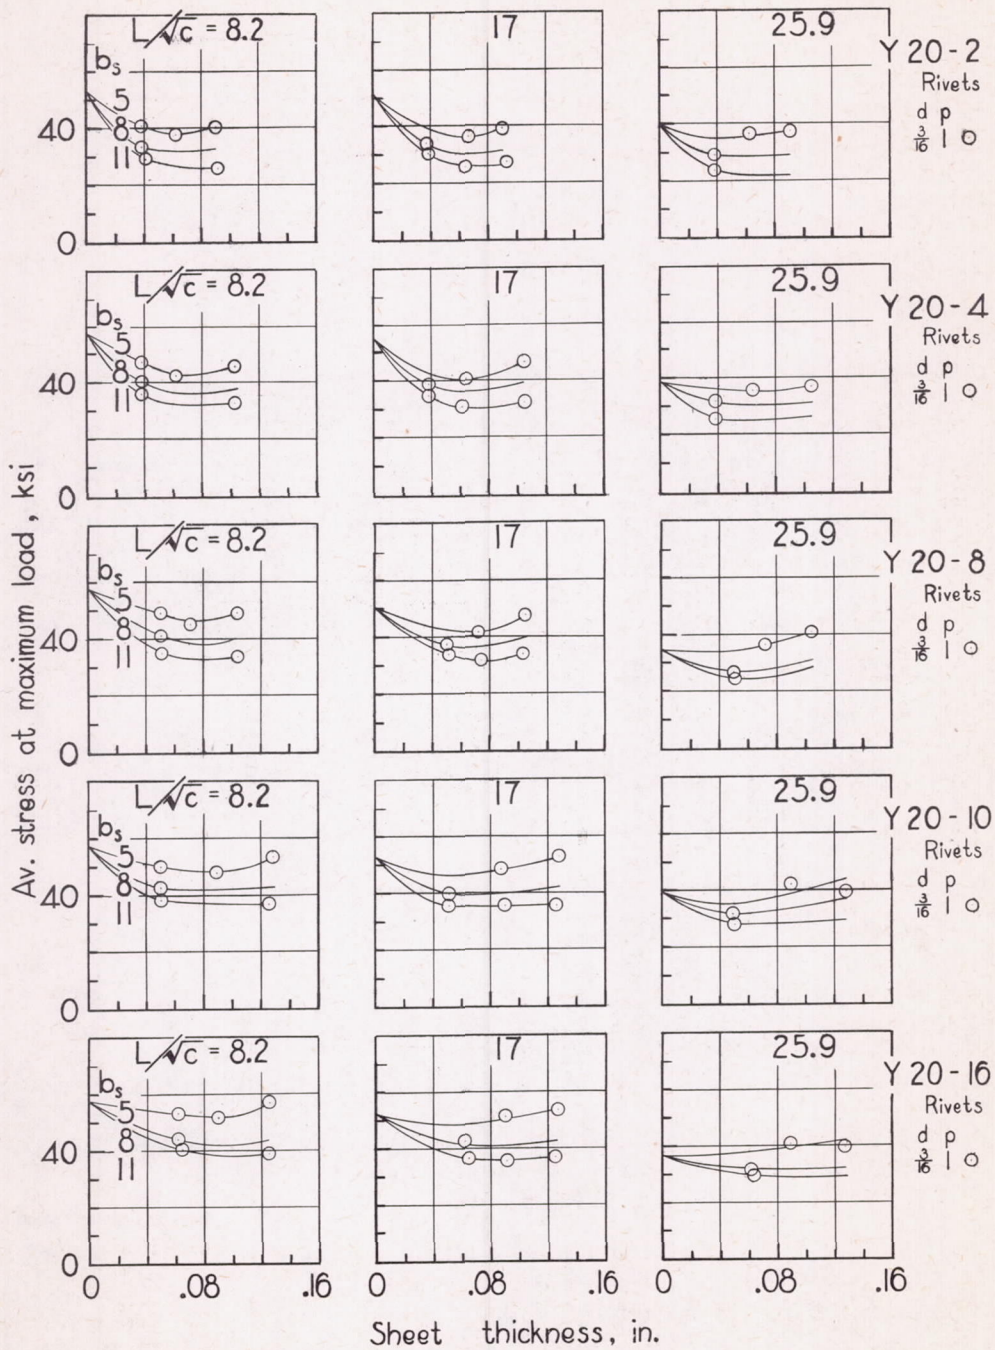 L/√c = 8.2 17 25.9
Y 20-2
bs
Rivets
5
d p
40 8
3/16 1 ○
11
0
L/√c = 8.2 17 25.9
Y 20-4
bs
Rivets
5
d p
8
40
3/16 1 ○
11
0
L/√c = 8.2 17 25.9
Y 20-8
bs
Rivets
5
8
d p
40
3/16 1 ○
11
0
L/√c = 8.2 17 25.9
Y 20-10
bs
Rivets
5
8
d p
40
3/16 1 ○
11
0
L/√c = 8.2 17 25.9
Y 20-16
bs
Rivets
5
8
d p
40
3/16 1 ○
11
0
0 .08 .16 0 .08 .16 0 .08 .16
Sheet thickness, in.
Av. stress at maximum load, ksi